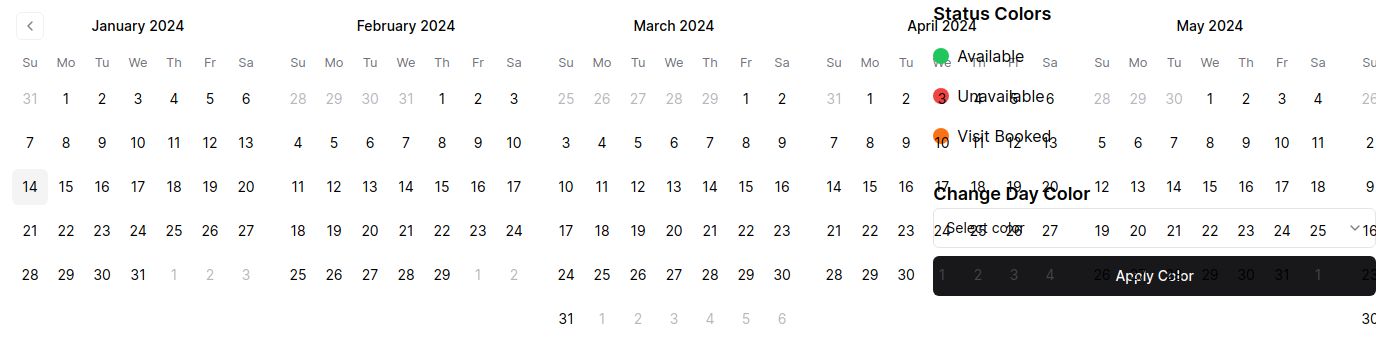 January 2024 February 2024 March 2024 April 2024 May 2024
Status Colors
Su Mo Tu We Th Fr Sa Su Mo Tu We Th Fr Sa Su Mo Tu We Th Fr Sa Su Mo Tu We Th Fr Sa Su Mo Tu We Th Fr Sa Su
Available
31 1 2 3 4 5 6 28 29 30 31 1 2 3 25 26 27 28 29 1 2 31 1 2 3 4 5 6 28 29 30 1 2 3 4 26
Unavailable
7 8 9 10 11 12 13 4 5 6 7 8 9 10 3 4 5 6 7 8 9 7 8 9 10 11 12 13 5 6 7 8 9 10 11 2
Visit Booked
14 15 16 17 18 19 20 11 12 13 14 15 16 17 10 11 12 13 14 15 16 14 15 16 17 18 19 20 12 13 14 15 16 17 18 9
Change Day Color
21 22 23 24 25 26 27 18 19 20 21 22 23 24 17 18 19 20 21 22 23 21 22 23 24 25 26 27 19 20 21 22 23 24 25 16
Select color
28 29 30 31 1 2 3 25 26 27 28 29 1 2 24 25 26 27 28 29 30 28 29 30 1 2 3 4 26 27 28 29 30 31 1 23
Apply Color
31 1 2 3 4 5 6 30